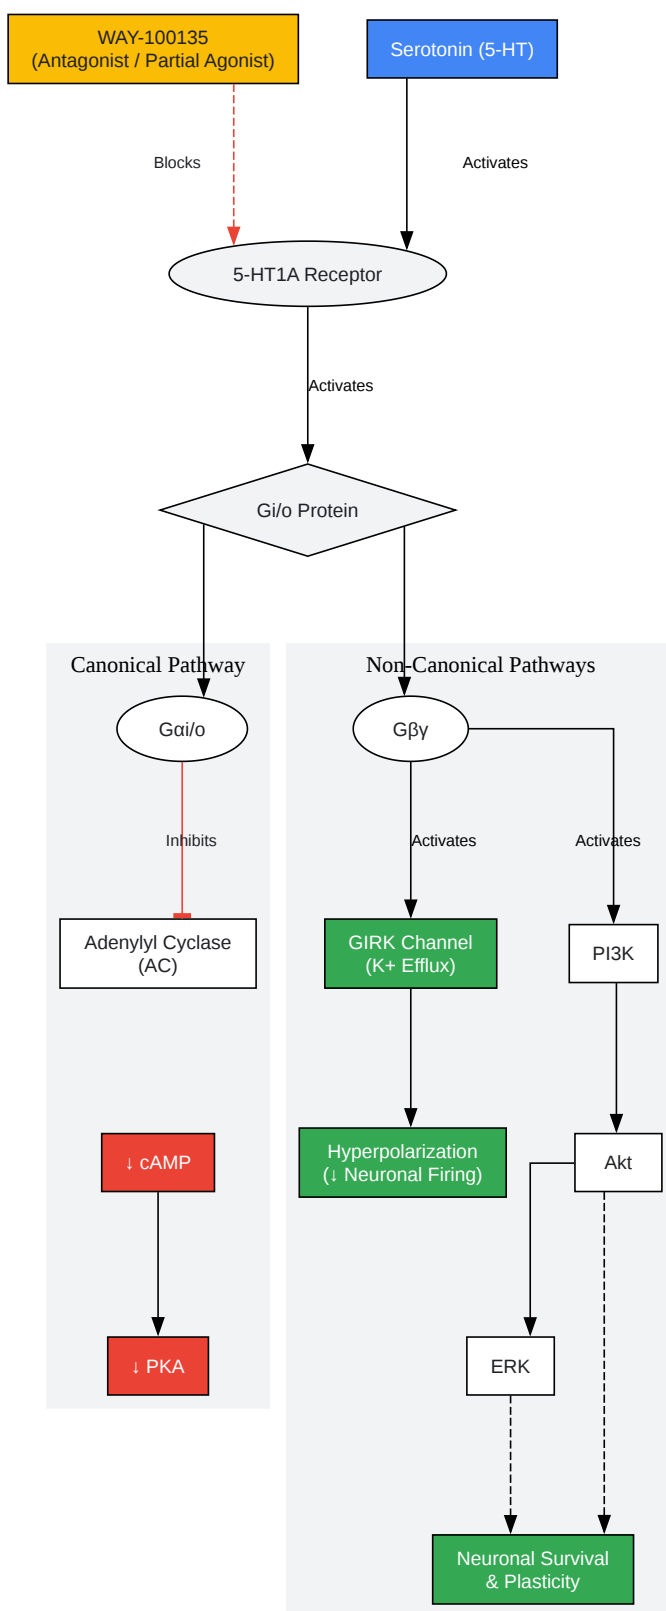 WAY-100135
(Antagonist / Partial Agonist)
Serotonin (5-HT)
Blocks
Activates
5-HT1A Receptor
Activates
Gi/o Protein
Canonical Pathway
Non-Canonical Pathways
Gαi/o
Gβγ
Inhibits
Activates
Activates
Adenylyl Cyclase
(AC)
GIRK Channel
(K+ Efflux)
PI3K
↓ cAMP
Hyperpolarization
(↓ Neuronal Firing)
Akt
↓ PKA
ERK
Neuronal Survival
& Plasticity